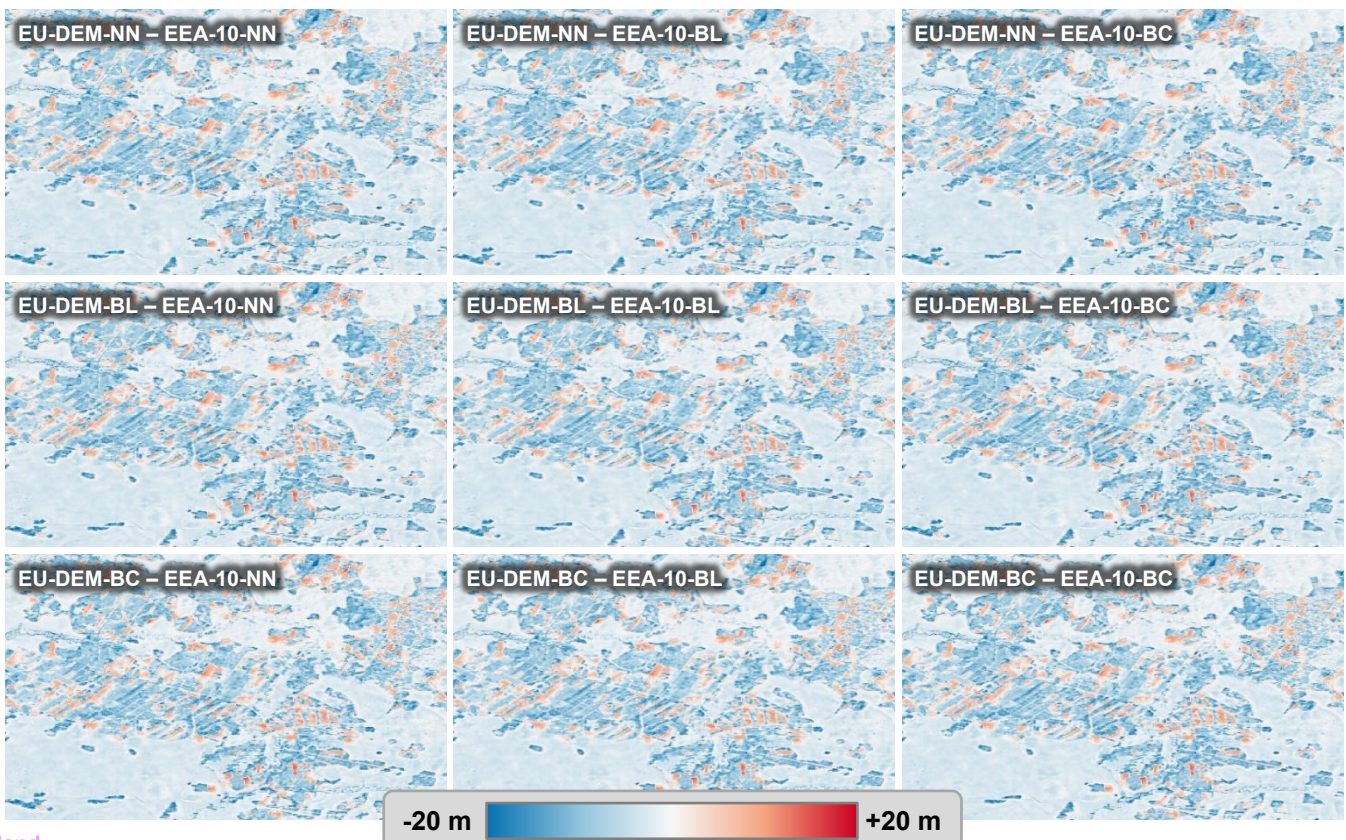 EU-DEM-NN – EEA-10-NN
EU-DEM-NN – EEA-10-BL
EU-DEM-NN – EEA-10-BC
EU-DEM-BL – EEA-10-NN
EU-DEM-BL – EEA-10-BL
EU-DEM-BL – EEA-10-BC
EU-DEM-BC – EEA-10-NN
EU-DEM-BC – EEA-10-BL
EU-DEM-BC – EEA-10-BC
-20 m +20 m